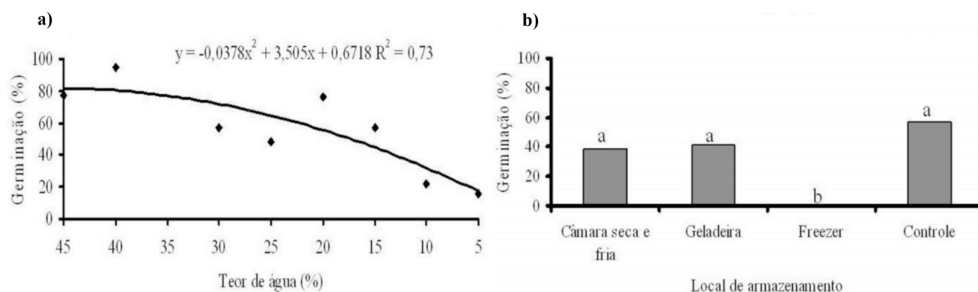 a)
y = -0,0378x² + 3,505x + 0,6718 R² = 0,73
Germinação (%)
100
80
60
40
20
0
45 40 35 30 25 20 15 10 5
Teor de água (%)
b)
Germinação (%)
100
80
60
40
20
0
a a b a
Câmara seca e fria Geladeira Freezer Controle
Local de armazenamento